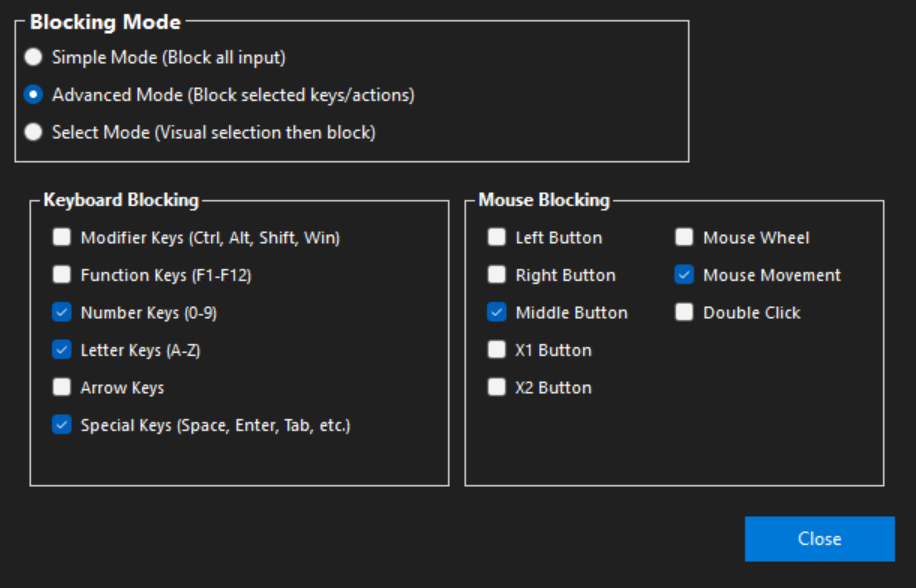 Blocking Mode
Simple Mode (Block all input)
Advanced Mode (Block selected keys/actions)
Select Mode (Visual selection then block)
Keyboard Blocking
Modifier Keys (Ctrl, Alt, Shift, Win)
Function Keys (F1-F12)
Number Keys (0-9)
Letter Keys (A-Z)
Arrow Keys
Special Keys (Space, Enter, Tab, etc.)
Mouse Blocking
Left Button
Right Button
Middle Button
X1 Button
X2 Button
Mouse Wheel
Mouse Movement
Double Click
Close